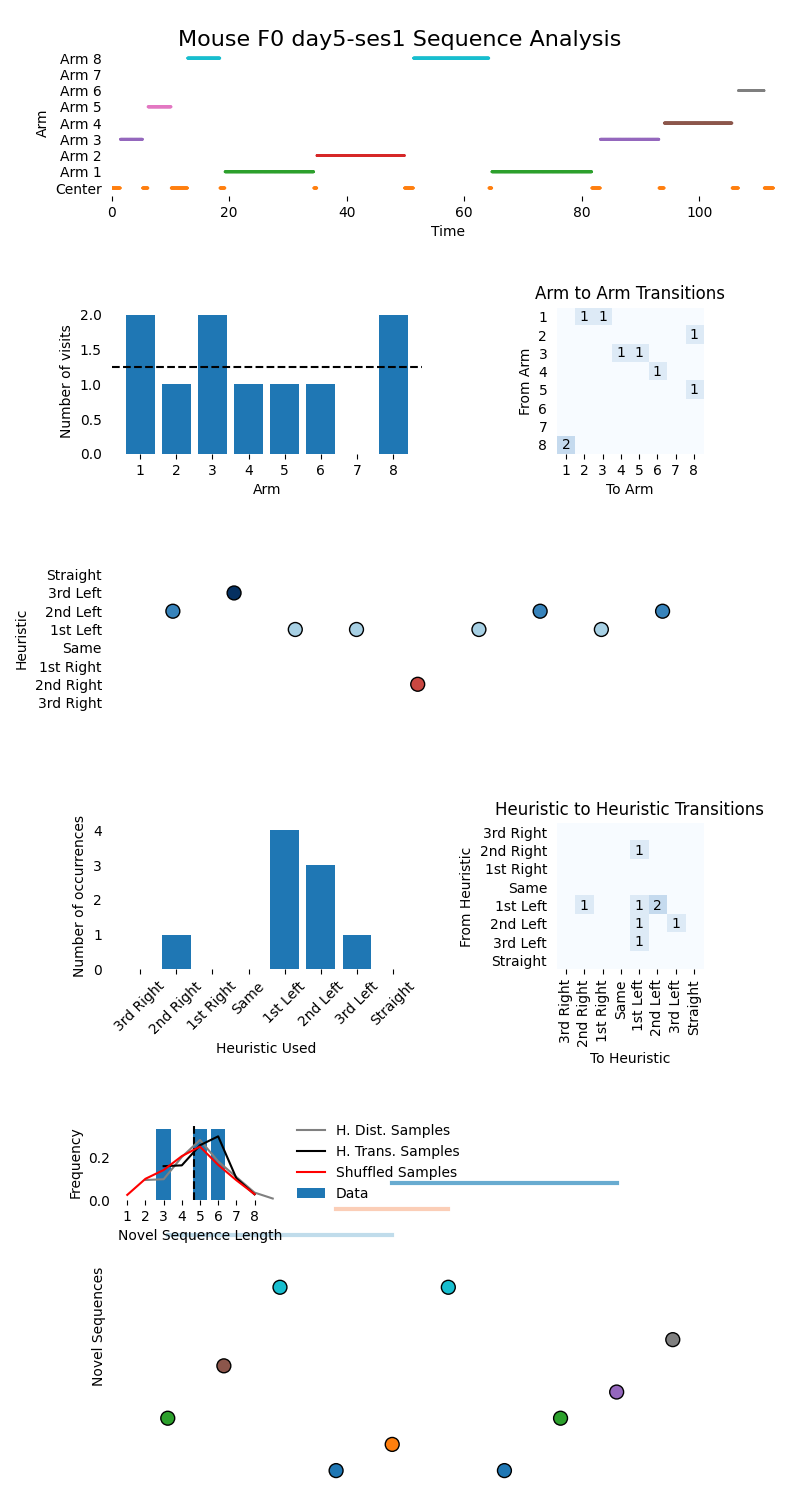 Mouse F0 day5-ses1 Sequence Analysis
Arm
Arm 8
Arm 7
Arm 6
Arm 5
Arm 4
Arm 3
Arm 2
Arm 1
Center
0 20 40 60 80 100
Time
Number of visits
2.0
1.5
1.0
0.5
0.0
1 2 3 4 5 6 7 8
Arm
Arm to Arm Transitions
From Arm
1 1 1
2 1
3 1 1
4 1
5 1
6
7
8 2
1 2 3 4 5 6 7 8
To Arm
Heuristic
Straight
3rd Left
2nd Left
1st Left
Same
1st Right
2nd Right
3rd Right
Number of occurrences
4
3
2
1
0
3rd Right 2nd Right 1st Right Same 1st Left 2nd Left 3rd Left Straight
Heuristic Used
Heuristic to Heuristic Transitions
From Heuristic
3rd Right
2nd Right 1
1st Right
Same
1st Left 1 1 2
2nd Left 1 1
3rd Left 1
Straight
3rd Right 2nd Right 1st Right Same 1st Left 2nd Left 3rd Left Straight
To Heuristic
Frequency
0.2
0.0
1 2 3 4 5 6 7 8
Novel Sequence Length
H. Dist. Samples
H. Trans. Samples
Shuffled Samples
Data
Novel Sequences